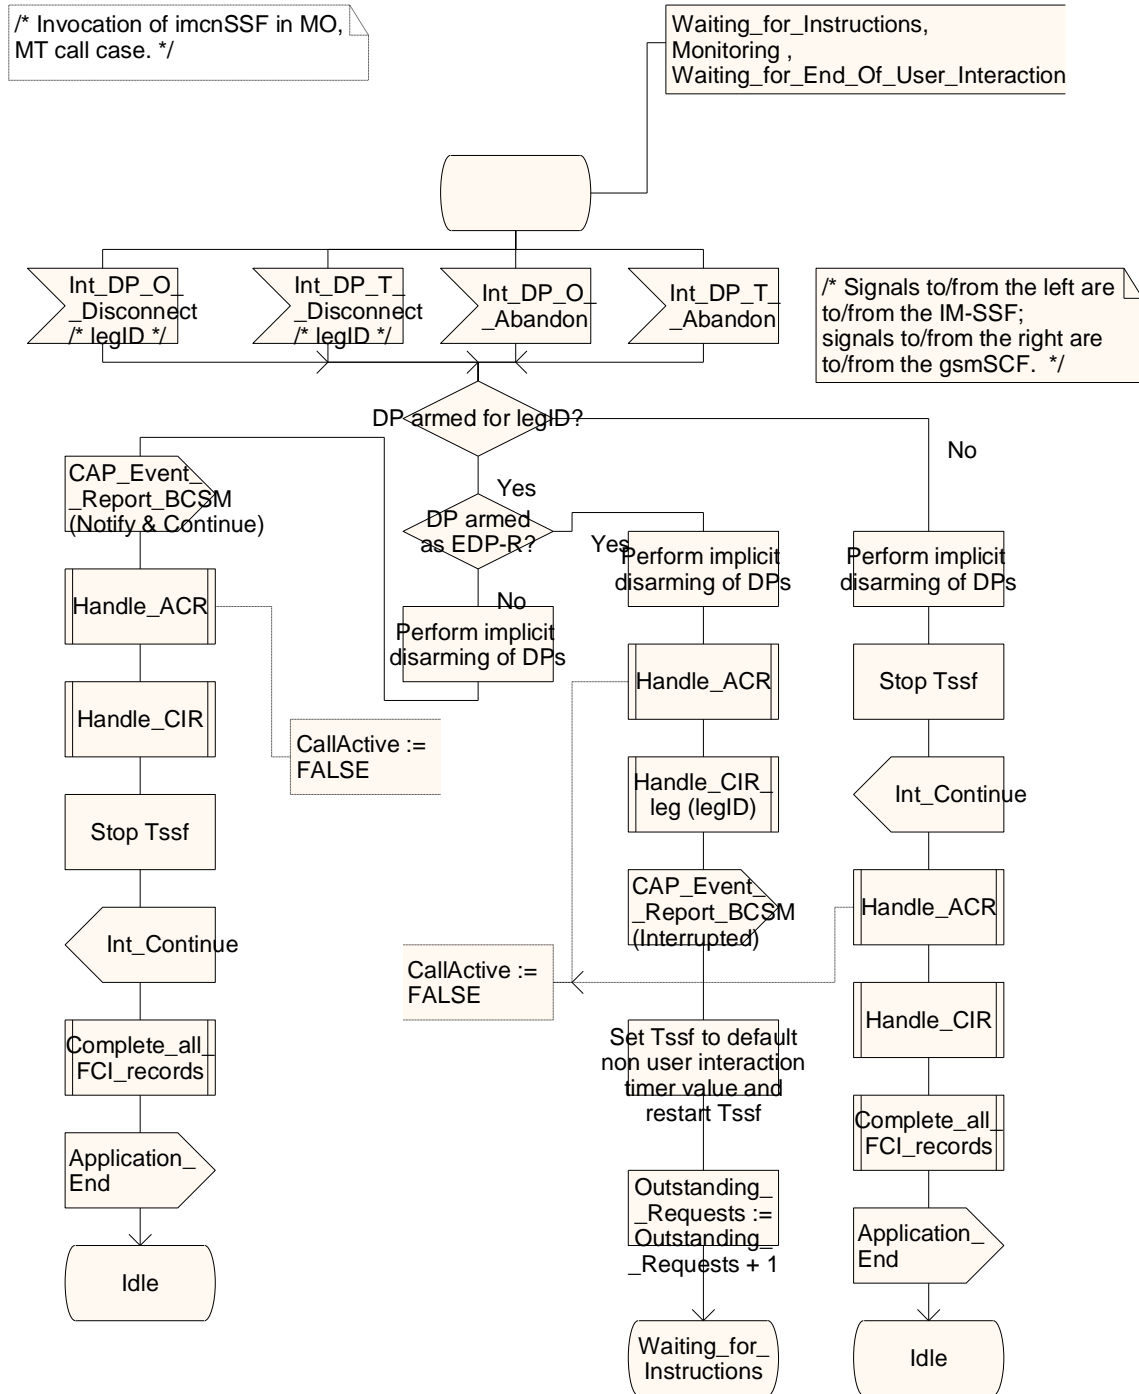 /* Invocation of imcnSSF in MO,
MT call case. */
Waiting_for_Instructions,
Monitoring ,
Waiting_for_End_Of_User_Interaction
Int_DP_O_
_Disconnect
/* legID */
Int_DP_T_
_Disconnect
/* legID */
Int_DP_O_
_Abandon
Int_DP_T_
_Abandon
/* Signals to/from the left are
to/from the IM-SSF;
signals to/from the right are
to/from the gsmSCF.  */
DP armed for legID?
No
Yes
CAP_Event_
_Report_BCSM
(Notify & Continue)
DP armed
as EDP-R?
Yes
No
Perform implicit
disarming of DPs
Perform implicit
disarming of DPs
Perform implicit
disarming of DPs
Handle_ACR
Handle_CIR
CallActive :=
FALSE
Stop Tssf
Int_Continue
Complete_all_
FCI_records
Application_
End
Idle
Handle_ACR
Handle_CIR_
leg (legID)
CAP_Event_
_Report_BCSM
(Interrupted)
CallActive :=
FALSE
Set Tssf to default
non user interaction
timer value and
restart Tssf
Outstanding_
_Requests :=
Outstanding_
_Requests + 1
Waiting_for_
Instructions
Stop Tssf
Int_Continue
Handle_ACR
Handle_CIR
Complete_all_
FCI_records
Application_
End
Idle